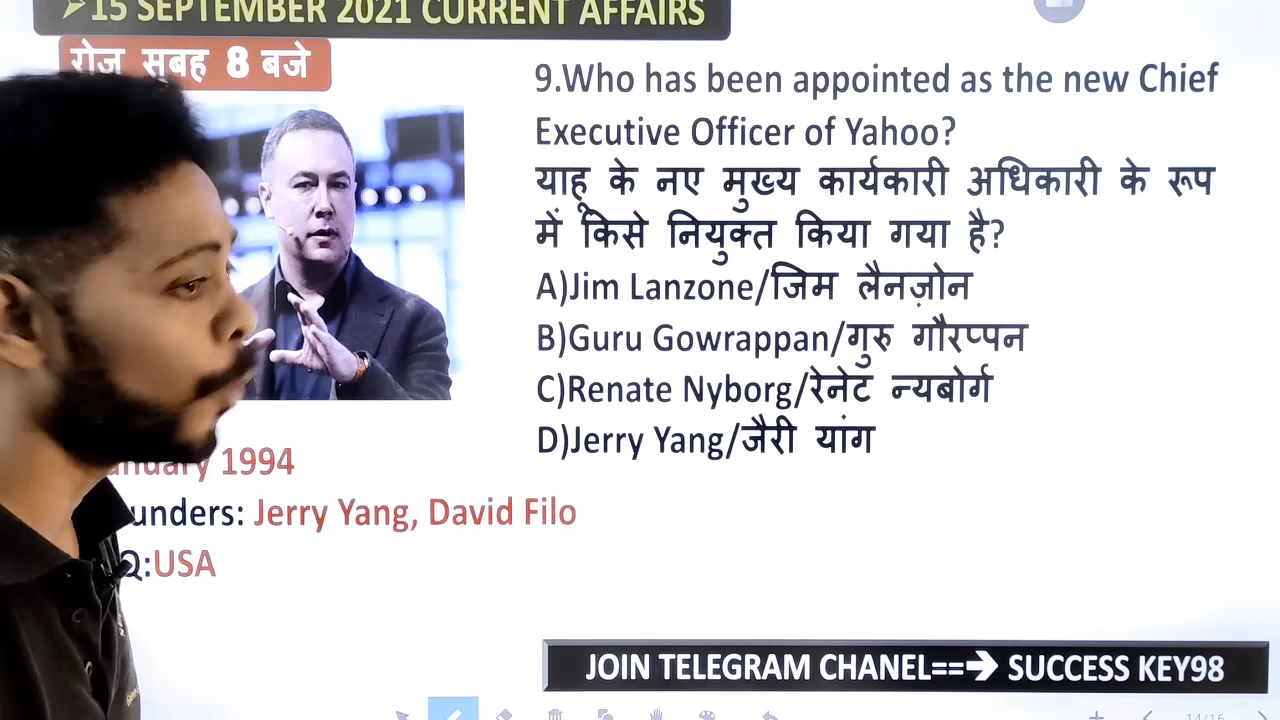 ➢15 SEPTEMBER 2021 CURRENT AFFAIRS
रोज सुबह 8 बजे
9.Who has been appointed as the new Chief
Executive Officer of Yahoo?
याहू के नए मुख्य कार्यकारी अधिकारी के रूप
में किसे नियुक्त किया गया है?
A)Jim Lanzone/जिम लैनज़ोन
B)Guru Gowrappan/गुरु गौरप्पन
C)Renate Nyborg/रेनेट न्यबोर्ग
D)Jerry Yang/जैरी यांग
1994
Jerry Yang, David Filo
USA
JOIN TELEGRAM CHANEL==➔ SUCCESS KEY98
14/16